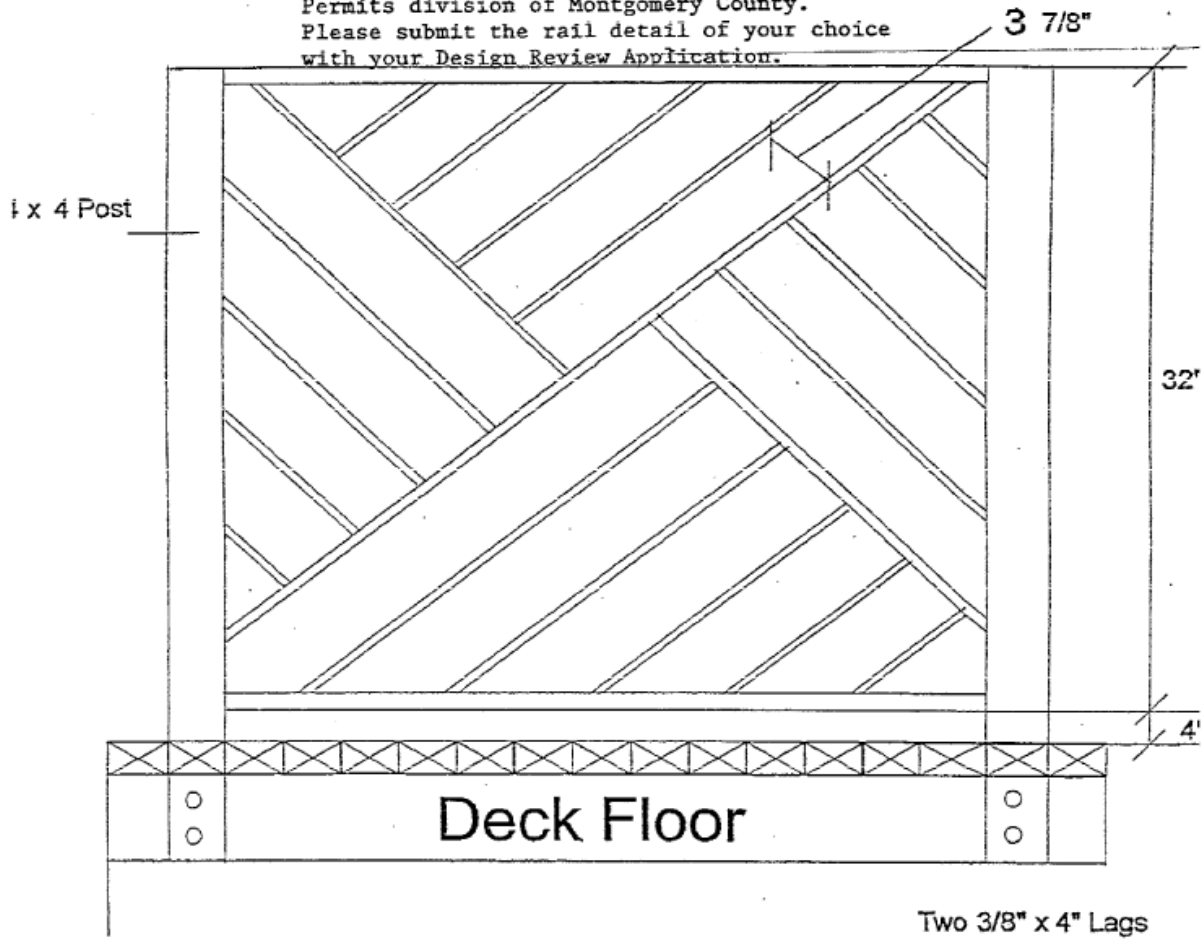 Permits division of Montgomery County.
Please submit the rail detail of your choice
with your Design Review Application.
3 7/8"
x 4 Post
32'
4'
Deck Floor
Two 3/8" x 4" Lags